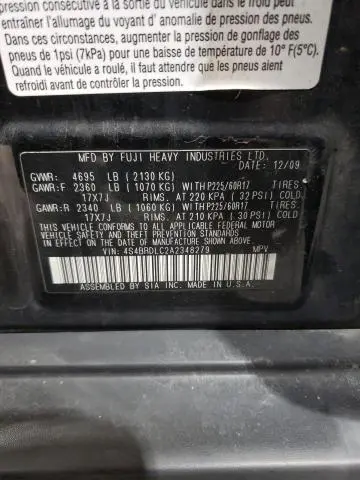 pression consécutive à la sortie du véhicule dans le froid peut
entraîner l'allumage du voyant d' anomalie de pression des pneus.
Dans ces circonstances, augmenter la pression de gonflage des
pneus de 1psi (7kPa) pour une baisse de température de 10° F(5°C).
Quand le véhicule a roulé, il faut attendre que les pneus aient
refroidi avant de contrôler la pression.
MFD BY FUJI HEAVY INDUSTRIES LTD.
DATE: 12/09
GVWR: 4695 LB (2130 KG)
GAWR:F 2360 LB (1070 KG) WITH P225/60R17 TIRES,
17X7J RIMS, AT 220 KPA ( 32 PSI) COLD
GAWR:R 2340 LB (1060 KG) WITH P225/60R17 TIRES,
17X7J RIMS, AT 210 KPA ( 30 PSI) COLD
THIS VEHICLE CONFORMS TO ALL APPLICABLE FEDERAL MOTOR
VEHICLE SAFETY AND THEFT PREVENTION STANDARDS IN EFFECT
ON THE DATE OF MANUFACTURE SHOWN ABOVE.
VIN: 4S4BRDLC2A2348279 MPV
ASSEMBLED BY SIA INC. MADE IN U.S.A.